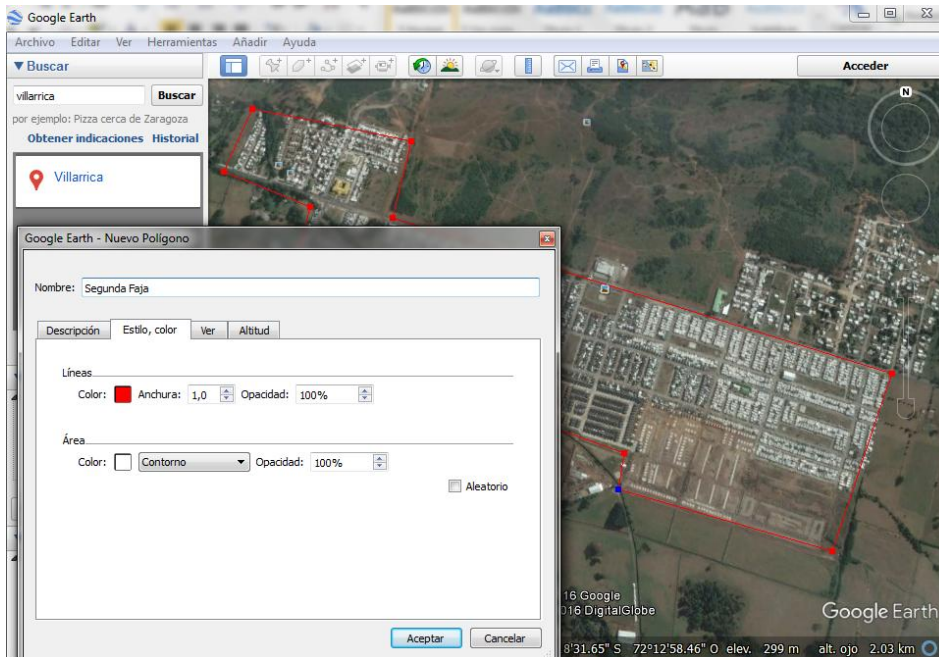 Google Earth
Archivo Editar Ver Herramientas Añadir Ayuda
Buscar
Acceder
villarrica Buscar
por ejemplo: Pizza cerca de Zaragoza
Obtener indicaciones Historial
Villarrica
N
Google Earth - Nuevo Polígono
Nombre: Segunda Faja
Descripción Estilo, color Ver Altitud
Líneas
Color: Anchura: 1,0 Opacidad: 100%
Área
Color: Contorno Opacidad: 100%
Aleatorio
Aceptar Cancelar
16 Google
016 DigitalGlobe
Google Earth
8'31.65" S 72°12'58.46" O elev. 299 m alt. ojo 2.03 km